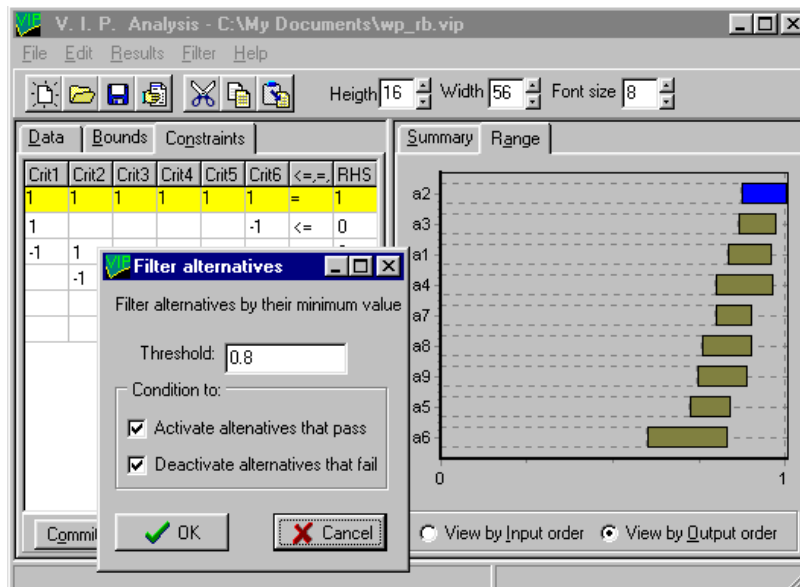 V. I. P. Analysis - C:\My Documents\wp_rb.vip
File Edit Results Filter Help
Heigth 16 Width 56 Font size 8
Data Bounds Constraints
Crit1 Crit2 Crit3 Crit4 Crit5 Crit6 <=,=, RHS
1 1 1 1 1 1 = 1
1 -1 <= 0
-1 1
-1
VIP Filter alternatives
Filter alternatives by their minimum value
Threshold: 0.8
Condition to:
Activate altenatives that pass
Deactivate alternatives that fail
OK Cancel
Commit
Summary Range
a2
a3
a1
a4
a7
a8
a9
a5
a6
0 1
View by Input order View by Output order